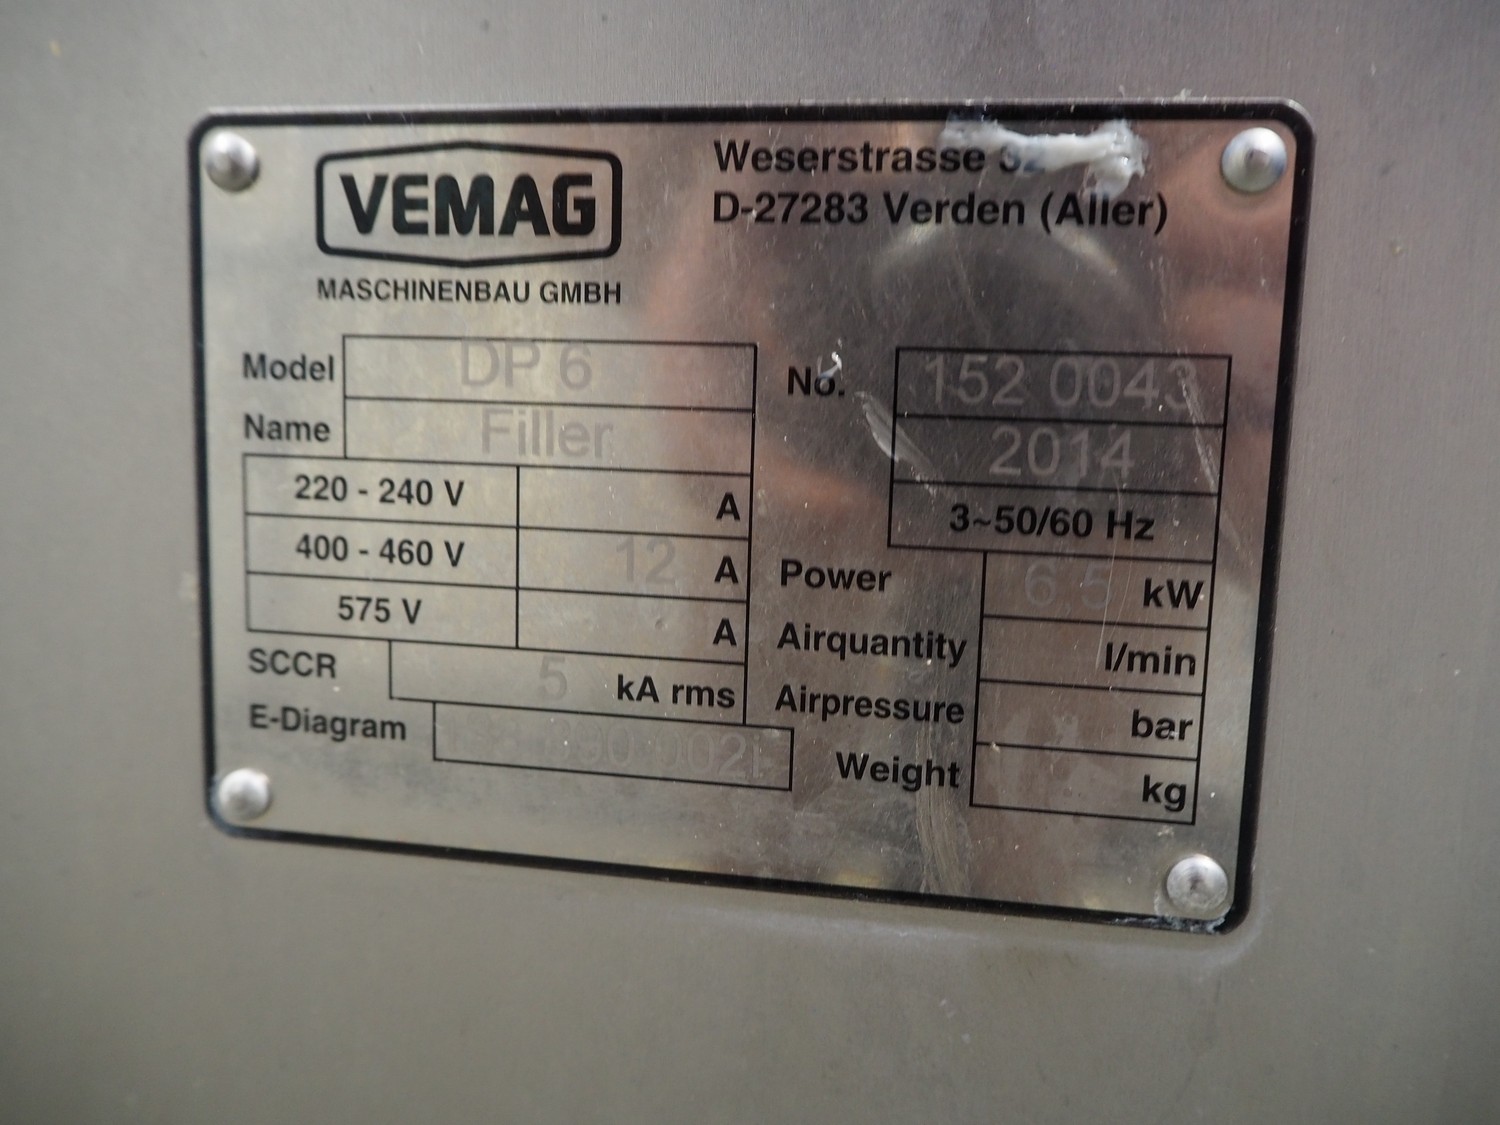 VEMAG
MASCHINENBAU GMBH
Weserstrasse
D-27283 Verden (Aller)
Model DP 6
Name Filler
220 - 240 V A
400 - 460 V 12 A
575 V A
SCCR 5 kA rms
E-Diagram
No. 152 0043
2014
3~50/60 Hz
Power 6,5 kW
Airquantity l/min
Airpressure bar
Weight kg